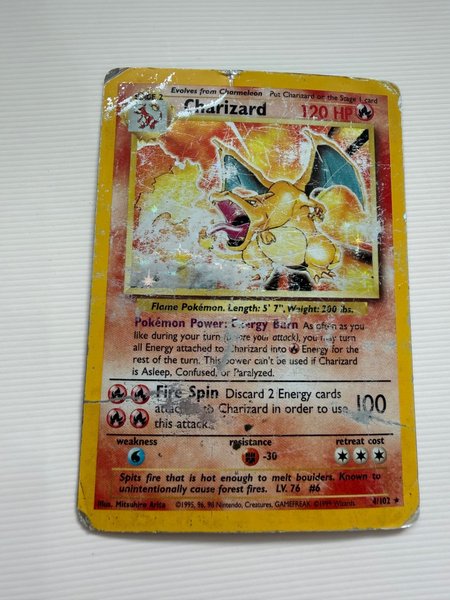 Evolves from Charmeleon Put Charizard on the Stage 1 card
2
Charizard 120 HP
Flame Pokémon. Length: 5' 7", Weight: 200 lbs.
Pokémon Power: Energy Burn As often as you
like during your turn (before your attack), you may turn
all Energy attached to Charizard into Energy for the
rest of the turn. This power can't be used if Charizard
is Asleep, Confused, or Paralyzed.
Fire Spin Discard 2 Energy cards
attached to Charizard in order to use
this attack. 100
weakness resistance retreat cost
-30
Spits fire that is hot enough to melt boulders. Known to
unintentionally cause forest fires. LV. 76 #6
Illus. Mitsuhiro Arita ©1995, 96, 98 Nintendo, Creatures, GAMEFREAK. ©1999 Wizards. 4/102 ★